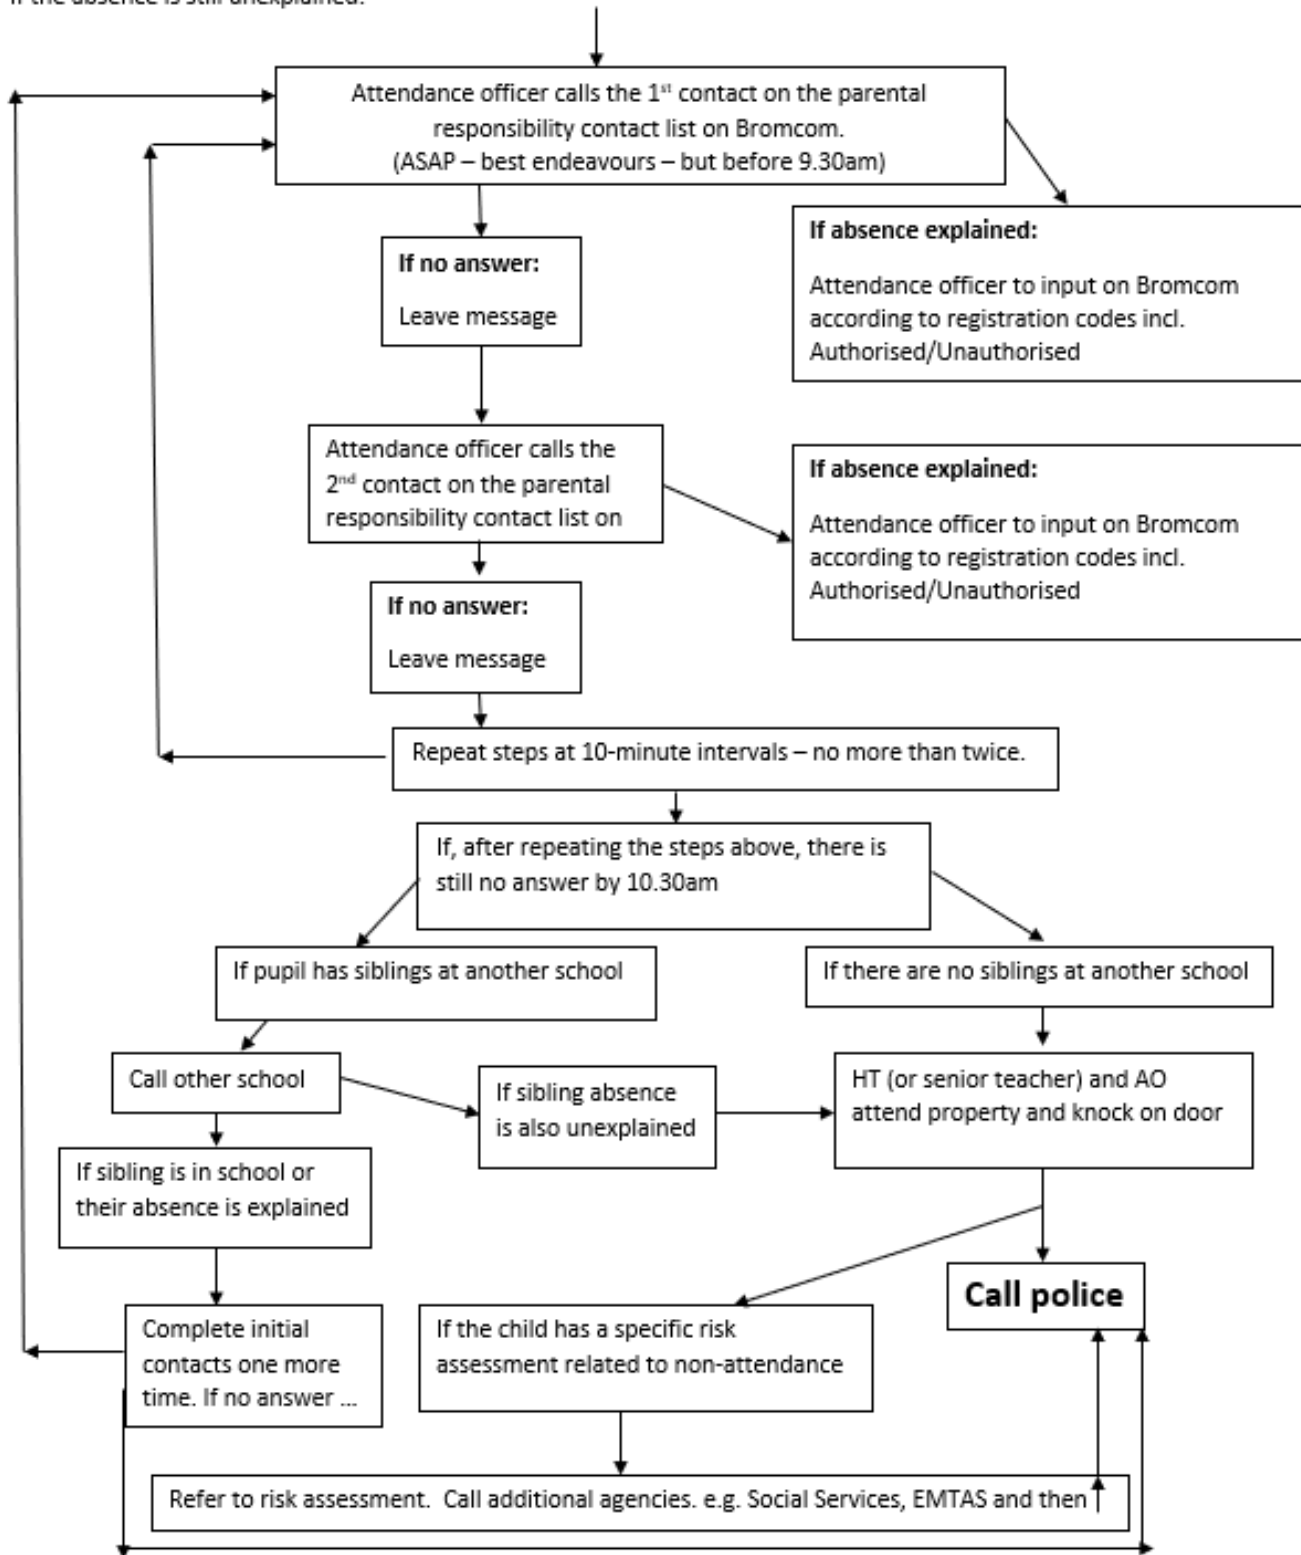 If the absence is still unexplained:
Attendance officer calls the 1st contact on the parental
responsibility contact list on Bromcom.
(ASAP – best endeavours – but before 9.30am)
If absence explained:
Attendance officer to input on Bromcom
according to registration codes incl.
Authorised/Unauthorised
If no answer:
Leave message
Attendance officer calls the
2nd contact on the parental
responsibility contact list on
If absence explained:
Attendance officer to input on Bromcom
according to registration codes incl.
Authorised/Unauthorised
If no answer:
Leave message
Repeat steps at 10-minute intervals – no more than twice.
If, after repeating the steps above, there is
still no answer by 10.30am
If pupil has siblings at another school
If there are no siblings at another school
Call other school
If sibling absence
is also unexplained
HT (or senior teacher) and AO
attend property and knock on door
If sibling is in school or
their absence is explained
Call police
Complete initial
contacts one more
time. If no answer ...
If the child has a specific risk
assessment related to non-attendance
Refer to risk assessment. Call additional agencies. e.g. Social Services, EMTAS and then